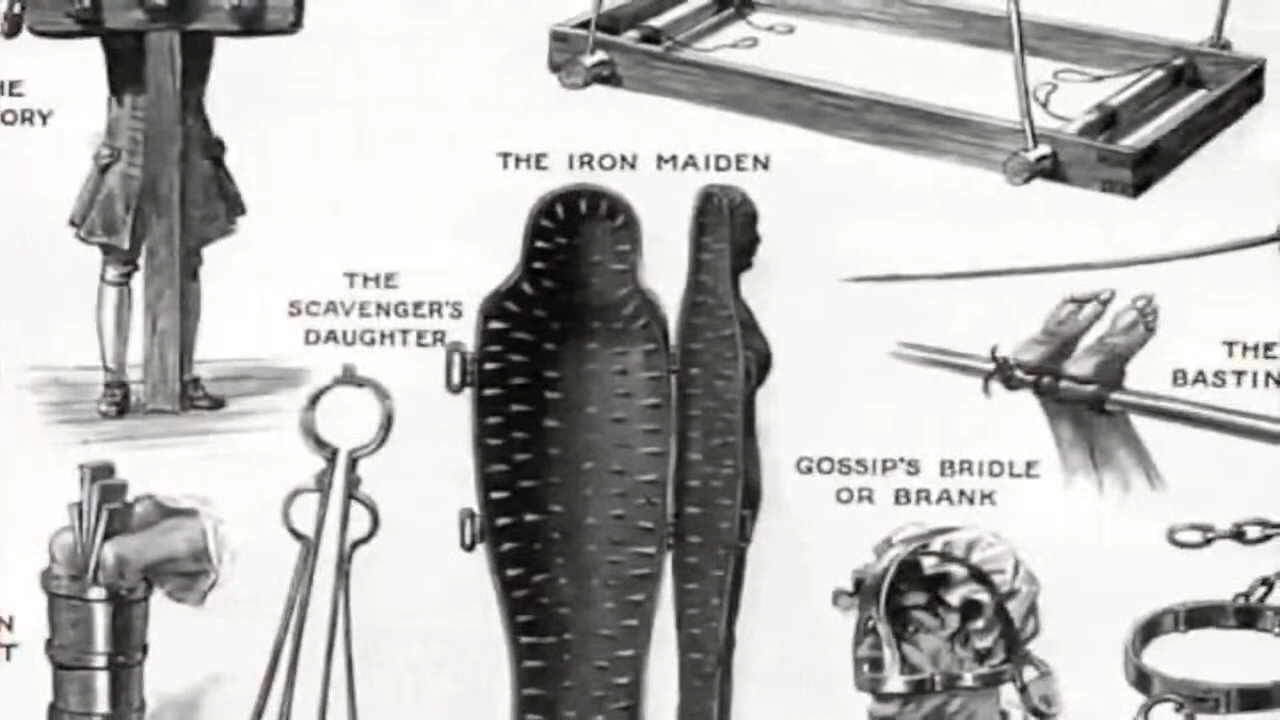 HE
ORY
THE IRON MAIDEN
THE
SCAVENGER'S
DAUGHTER
THE
BASTIN
GOSSIP'S BRIDLE
OR BRANK
N
T